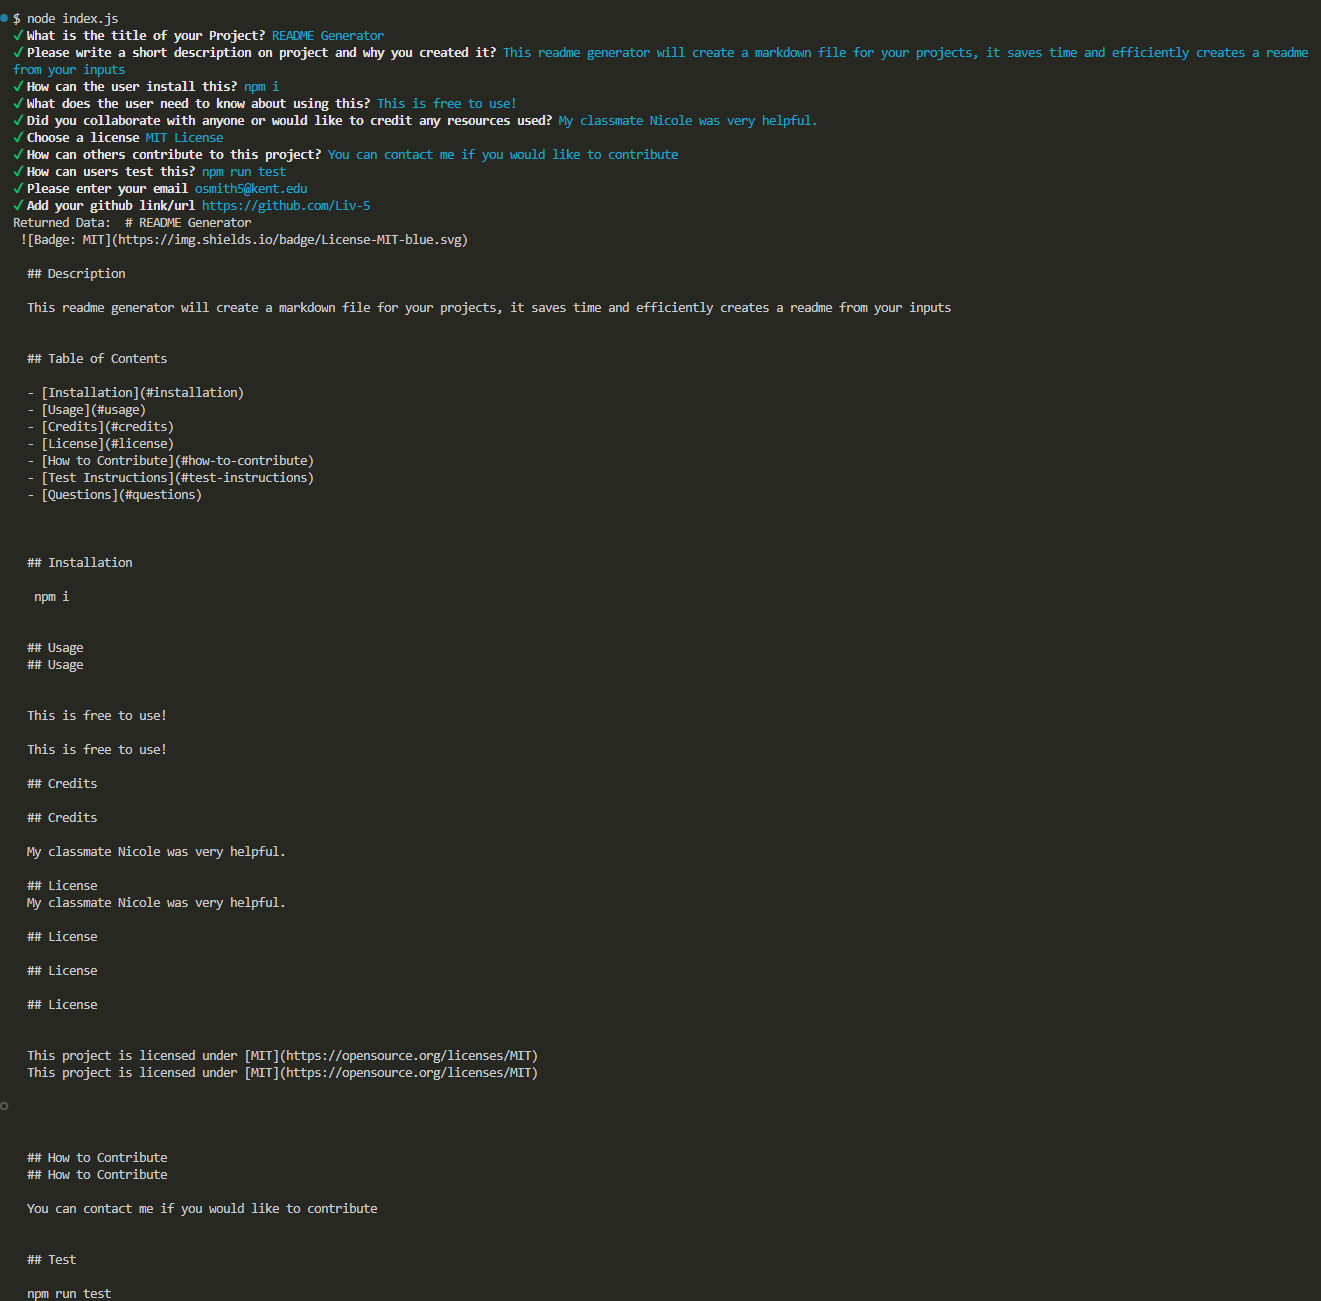 $ node index.js
✓ What is the title of your Project? README Generator
✓ Please write a short description on project and why you created it? This readme generator will create a markdown file for your projects, it saves time and efficiently creates a readme
from your inputs
✓ How can the user install this? npm i
✓ What does the user need to know about using this? This is free to use!
✓ Did you collaborate with anyone or would like to credit any resources used? My classmate Nicole was very helpful.
✓ Choose a license MIT License
✓ How can others contribute to this project? You can contact me if you would like to contribute
✓ How can users test this? npm run test
✓ Please enter your email osmith5@kent.edu
✓ Add your github link/url https://github.com/Liv-5
Returned Data:  # README Generator
![Badge: MIT](https://img.shields.io/badge/License-MIT-blue.svg)
## Description
This readme generator will create a markdown file for your projects, it saves time and efficiently creates a readme from your inputs
## Table of Contents
- [Installation](#installation)
- [Usage](#usage)
- [Credits](#credits)
- [License](#license)
- [How to Contribute](#how-to-contribute)
- [Test Instructions](#test-instructions)
- [Questions](#questions)
## Installation
npm i
## Usage
## Usage
This is free to use!
This is free to use!
## Credits
## Credits
My classmate Nicole was very helpful.
## License
My classmate Nicole was very helpful.
## License
## License
## License
This project is licensed under [MIT](https://opensource.org/licenses/MIT)
This project is licensed under [MIT](https://opensource.org/licenses/MIT)
## How to Contribute
## How to Contribute
You can contact me if you would like to contribute
## Test
npm run test